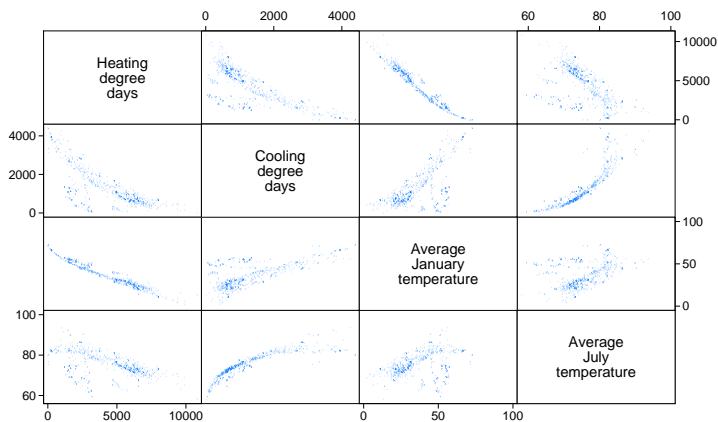 0 2000 4000 60 80 100
Heating
degree
days
10000
5000
0
4000
2000
0
Cooling
degree
days
Average
January
temperature
100
50
0
100
80
60
Average
July
temperature
0 5000 10000 0 50 100